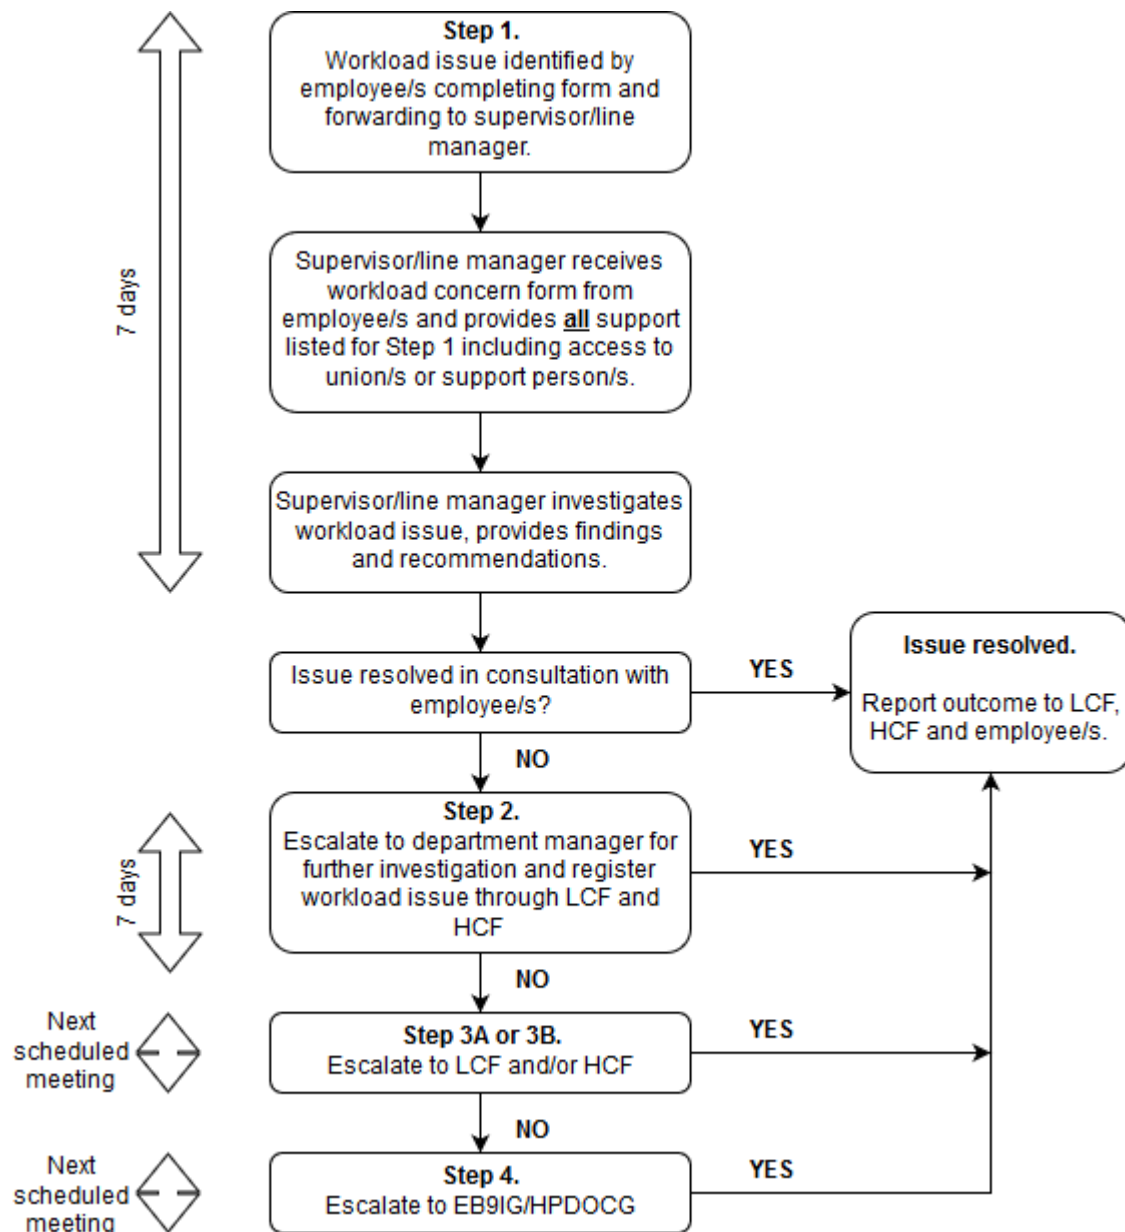 Step 1.
Workload issue identified by
employee/s completing form and
forwarding to supervisor/line
manager.
7 days
Supervisor/line manager receives
workload concern form from
employee/s and provides all support
listed for Step 1 including access to
union/s or support person/s.
Supervisor/line manager investigates
workload issue, provides findings
and recommendations.
Issue resolved in consultation with
employee/s?
YES
Issue resolved.
Report outcome to LCF,
HCF and employee/s.
NO
Step 2.
Escalate to department manager for
further investigation and register
workload issue through LCF and
HCF
YES
7 days
NO
Next
scheduled
meeting
Step 3A or 3B.
Escalate to LCF and/or HCF
YES
NO
Next
scheduled
meeting
Step 4.
Escalate to EB9IG/HPDOCG
YES